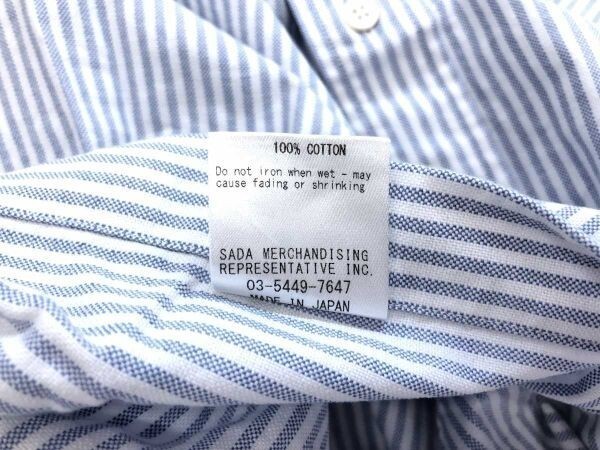 100% COTTON
Do not iron when wet - may
cause fading or shrinking
SADA MERCHANDISING
REPRESENTATIVE INC.
03-5449-7647
MADE IN JAPAN